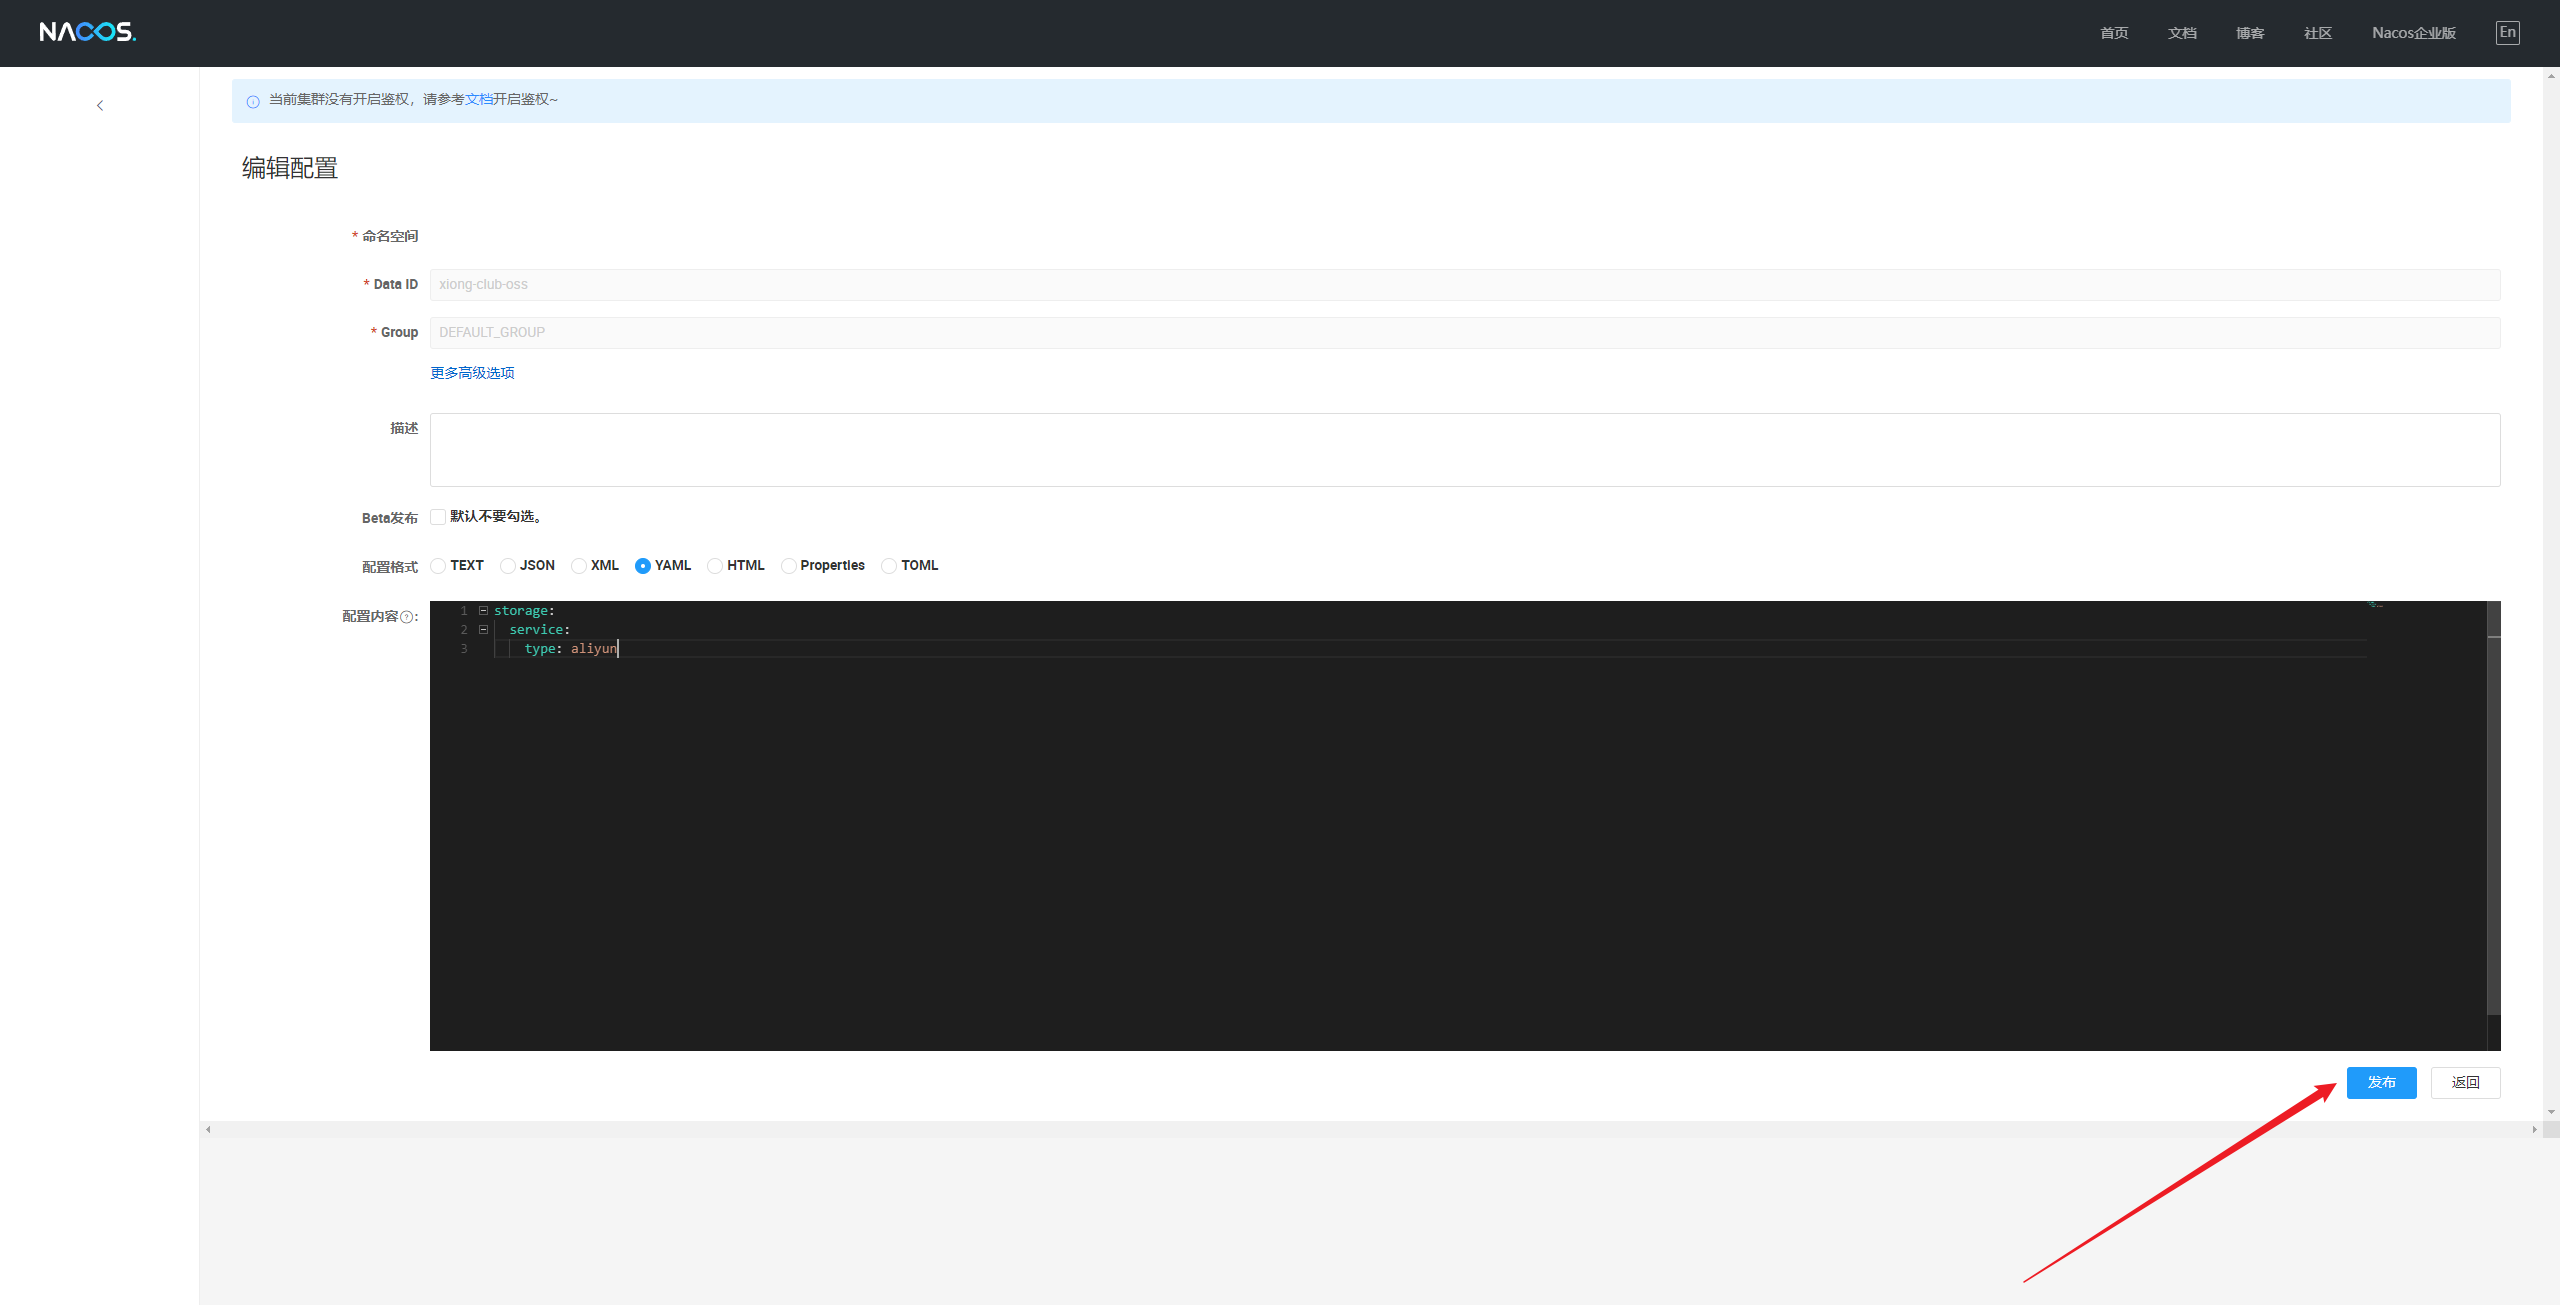 NACOS.
首页 文档 博客 社区 Nacos企业版 En
当前集群没有开启鉴权，请参考文档开启鉴权~
编辑配置
* 命名空间
* Data ID xiong-club-oss
* Group DEFAULT_GROUP
更多高级选项
描述
Beta发布 默认不要勾选。
配置格式 TEXT JSON XML YAML HTML Properties TOML
配置内容?:
1 storage:
2 service:
3 type: aliyun
发布 返回